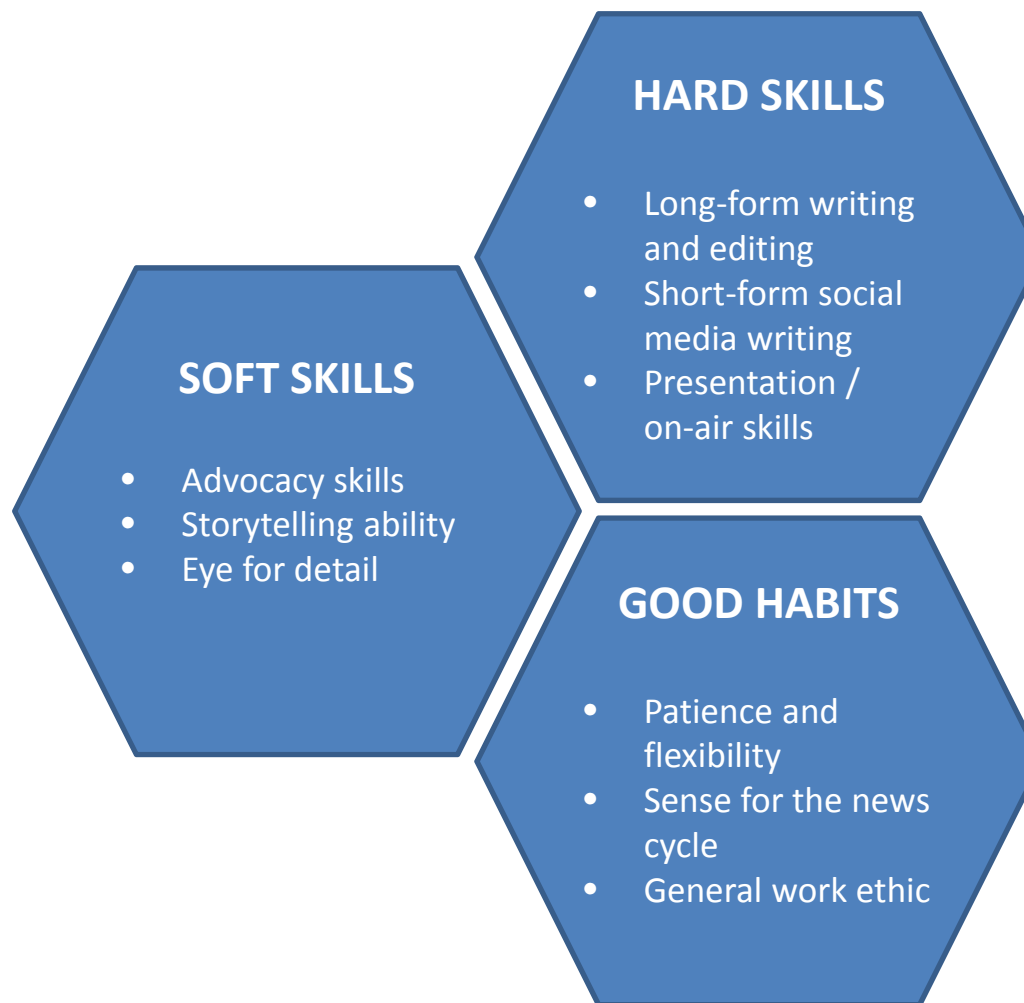 HARD SKILLS
• Long-form writing
and editing
• Short-form social
media writing
• Presentation /
on-air skills
SOFT SKILLS
• Advocacy skills
• Storytelling ability
• Eye for detail
GOOD HABITS
• Patience and
flexibility
• Sense for the news
cycle
• General work ethic